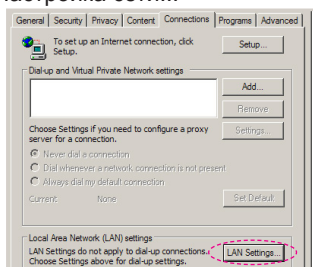 General Security Privacy Content Connections Programs Advanced
To set up an Internet connection, click Setup.
Setup...
Dial-up and Virtual Private Network settings
Add...
Remove
Choose Settings if you need to configure a proxy server for a connection.
Settings...
Never dial a connection
Dial whenever a network connection is not present
Always dial my default connection
Current: None
Set Default
Local Area Network (LAN) settings
LAN Settings do not apply to dial-up connections. Choose Settings above for dial-up settings.
LAN Settings...